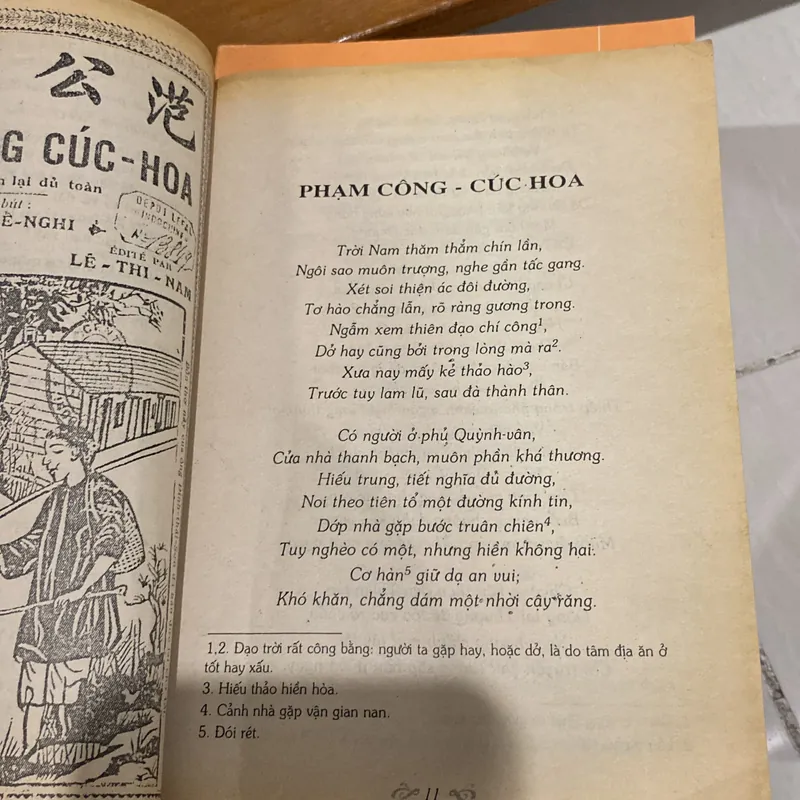 公 范
G CÚC-HOA
n lại đủ toàn
bút :
Ề-NGHI
DÉPOT LÉGAL
INDOCHINE
ÉDITÉ PAR
LÊ-THỊ-NAM
PHẠM CÔNG - CÚC HOA
Trời Nam thăm thẳm chín lần,
Ngôi sao muôn trượng, nghe gần tấc gang.
Xét soi thiện ác đôi đường,
Tơ hào chẳng lẫn, rõ ràng gương trong.
Ngẫm xem thiên đạo chí công1,
Dở hay cũng bởi trong lòng mà ra2.
Xưa nay mấy kẻ thảo hào3,
Trước tuy lam lũ, sau đà thành thân.
Có người ở phủ Quỳnh-vân,
Cửa nhà thanh bạch, muôn phần khá thương.
Hiếu trung, tiết nghĩa đủ đường,
Noi theo tiên tổ một đường kính tin,
Dớp nhà gặp bước truân chiên4,
Tuy nghèo có một, nhưng hiền không hai.
Cơ hàn5 giữ dạ an vui;
Khó khăn, chẳng dám một nhời cậy rằng.
1,2. Đạo trời rất công bằng: người ta gặp hay, hoặc dở, là do tâm địa ăn ở
tốt hay xấu.
3. Hiếu thảo hiền hòa.
4. Cảnh nhà gặp vận gian nan.
5. Đói rét.
11